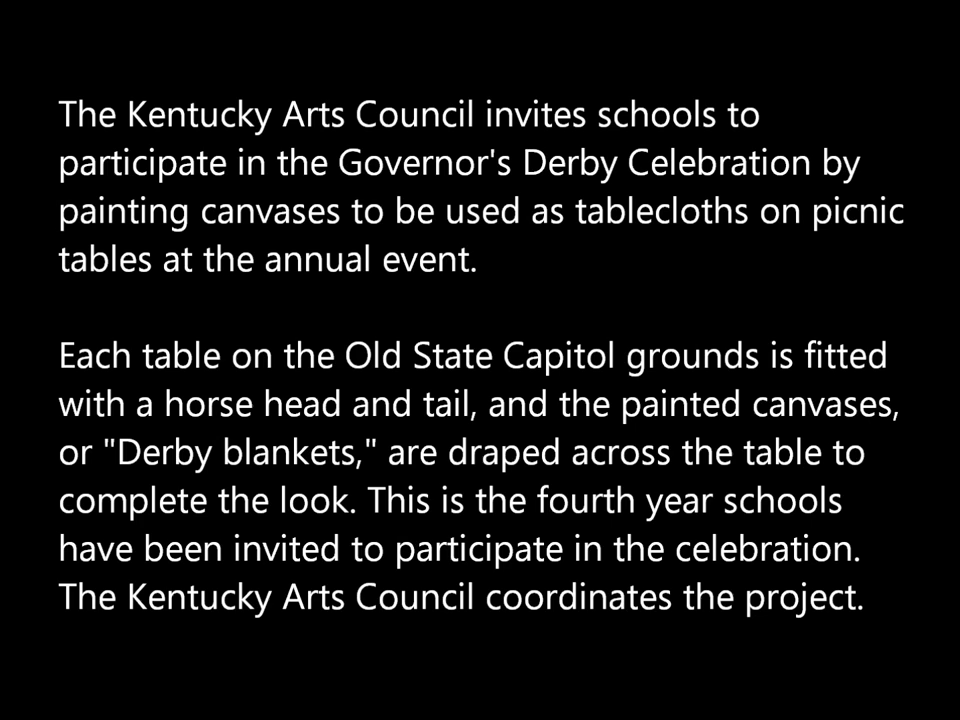 The Kentucky Arts Council invites schools to
participate in the Governor's Derby Celebration by
painting canvases to be used as tablecloths on picnic
tables at the annual event.
Each table on the Old State Capitol grounds is fitted
with a horse head and tail, and the painted canvases,
or "Derby blankets," are draped across the table to
complete the look. This is the fourth year schools
have been invited to participate in the celebration.
The Kentucky Arts Council coordinates the project.